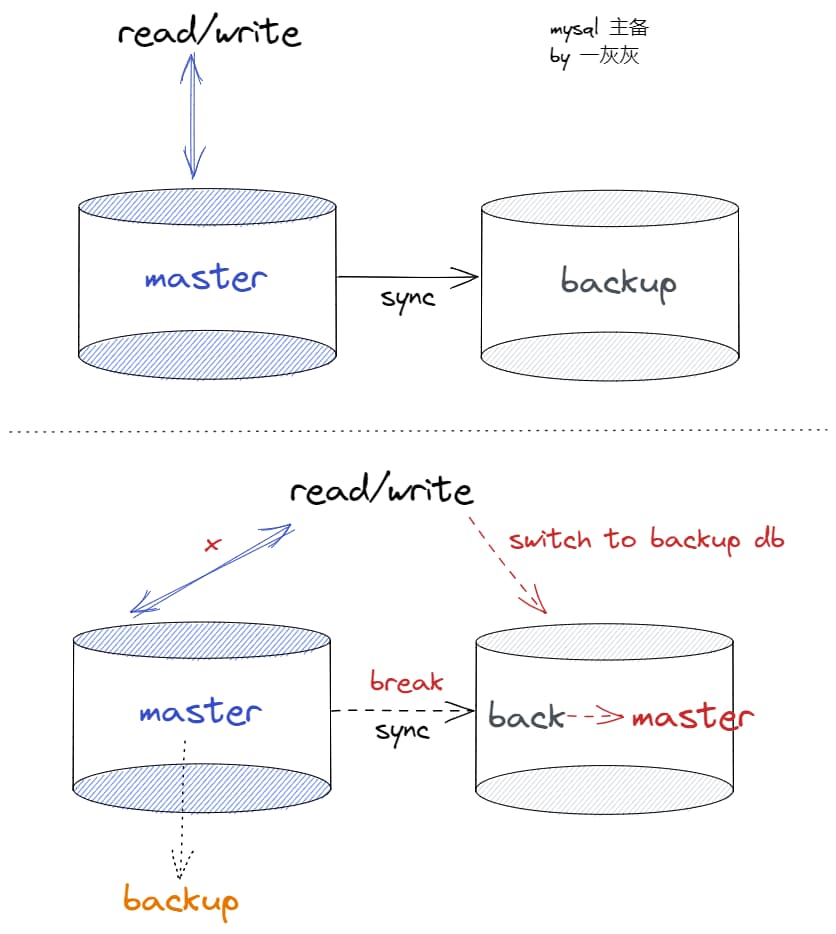 read/write
mysql 主备
by 一灰灰
master
sync
backup
read/write
x
switch to backup db
master
break
sync
back
master
backup